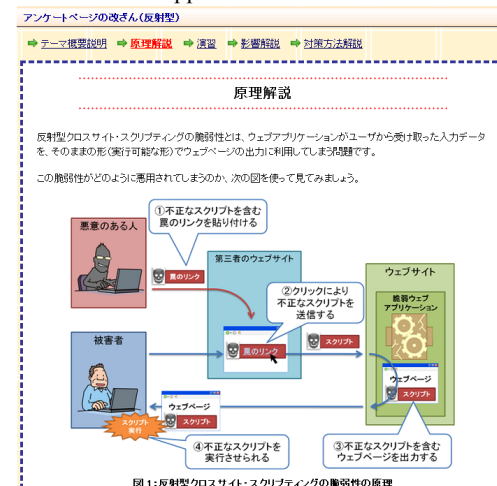 アンケートページの改ざん(反射型)
テーマ概要説明 原理解説 演習 影響解説 対策方法解説
原理解説
反射型クロスサイト・スクリプティングの脆弱性とは、ウェブアプリケーションがユーザから受け取った入力データ
を、そのままの形(実行可能な形)でウェブページの出力に利用してしまう問題です。
この脆弱性がどのように悪用されてしまうのか、次の図を使って見てみましょう。
①不正なスクリプトを含む
罠のリンクを貼り付ける
悪意のある人
罠のリンク
第三者のウェブサイト
ウェブサイト
②クリックにより
不正なスクリプトを
送信する
脆弱ウェブ
アプリケーション
被害者
罠のリンク
スクリプト
ウェブページ
スクリプト
ウェブページ
スクリプト
スクリプト
実行
④不正なスクリプトを
実行させられる
③不正なスクリプトを含む
ウェブページを出力する
図1:反射型クロスサイト・スクリプティングの脆弱性の原理